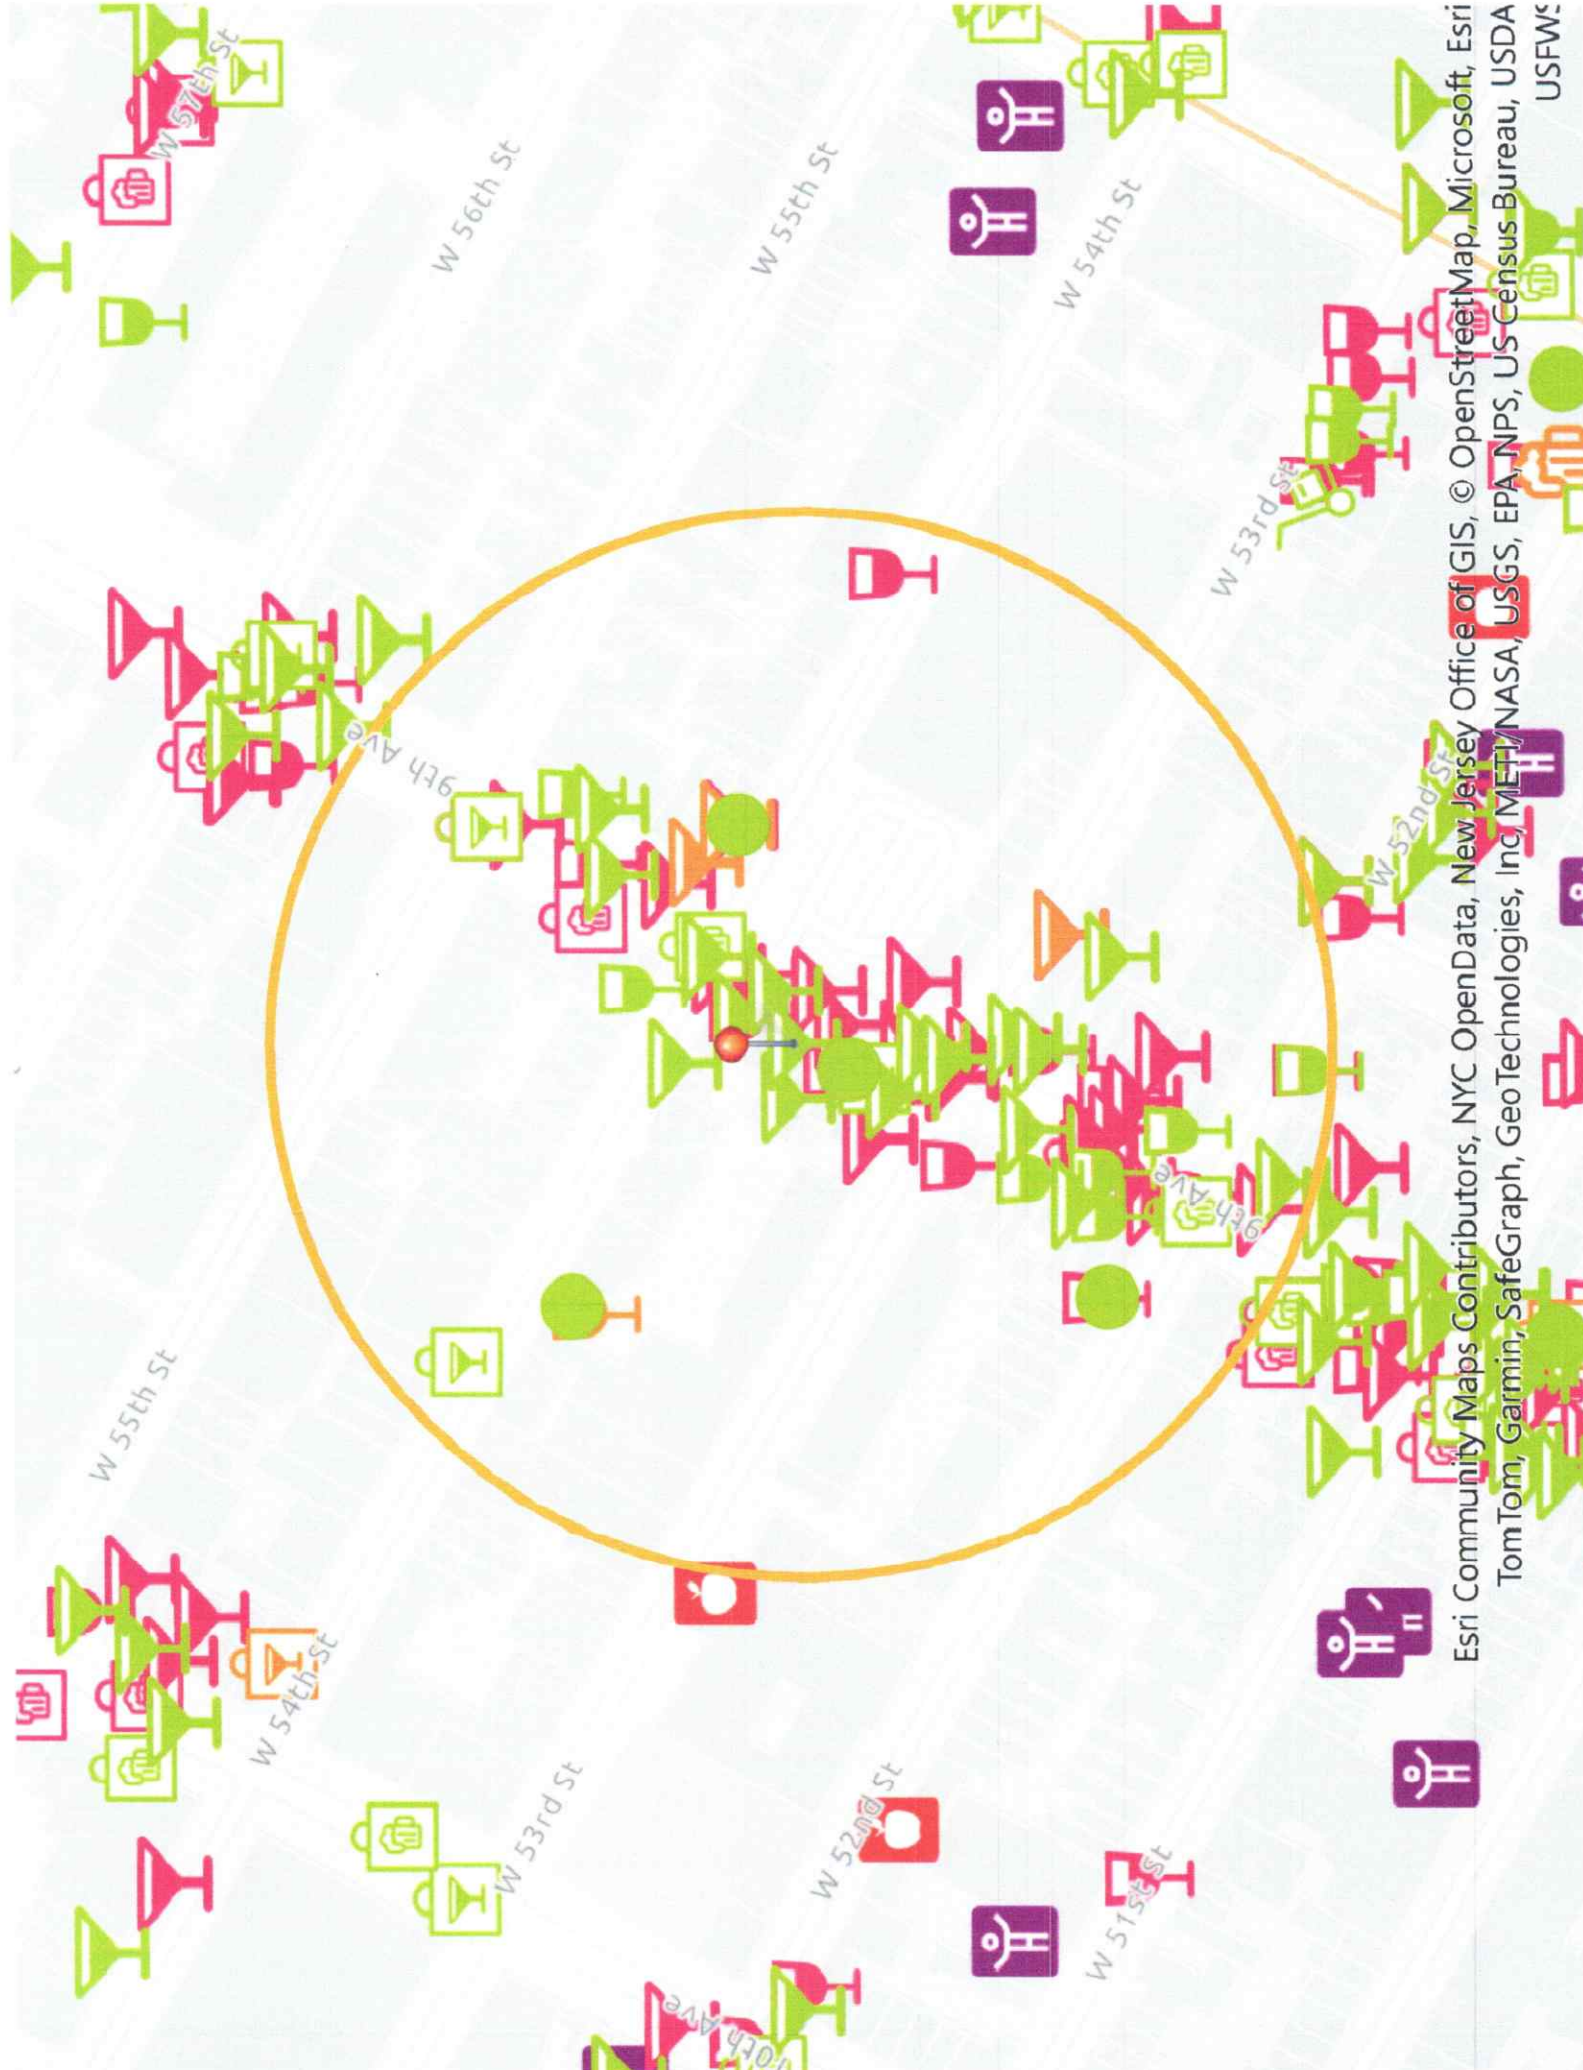 W 57th St
W 56th St
W 55th St
W 54th St
W 53rd St
W 52nd St
9th Ave
9th Ave
W 55th St
W 54th St
W 53rd St
W 52nd St
W 51st St
10th Ave
Esri Community Maps Contributors, NYC OpenData, New Jersey Office of GIS, © OpenStreetMap, Microsoft, Esri
TomTom, Garmin, SafeGraph, GeoTechnologies, Inc, METI/NASA, USGS, EPA, NPS, US Census Bureau, USDA
USFWS